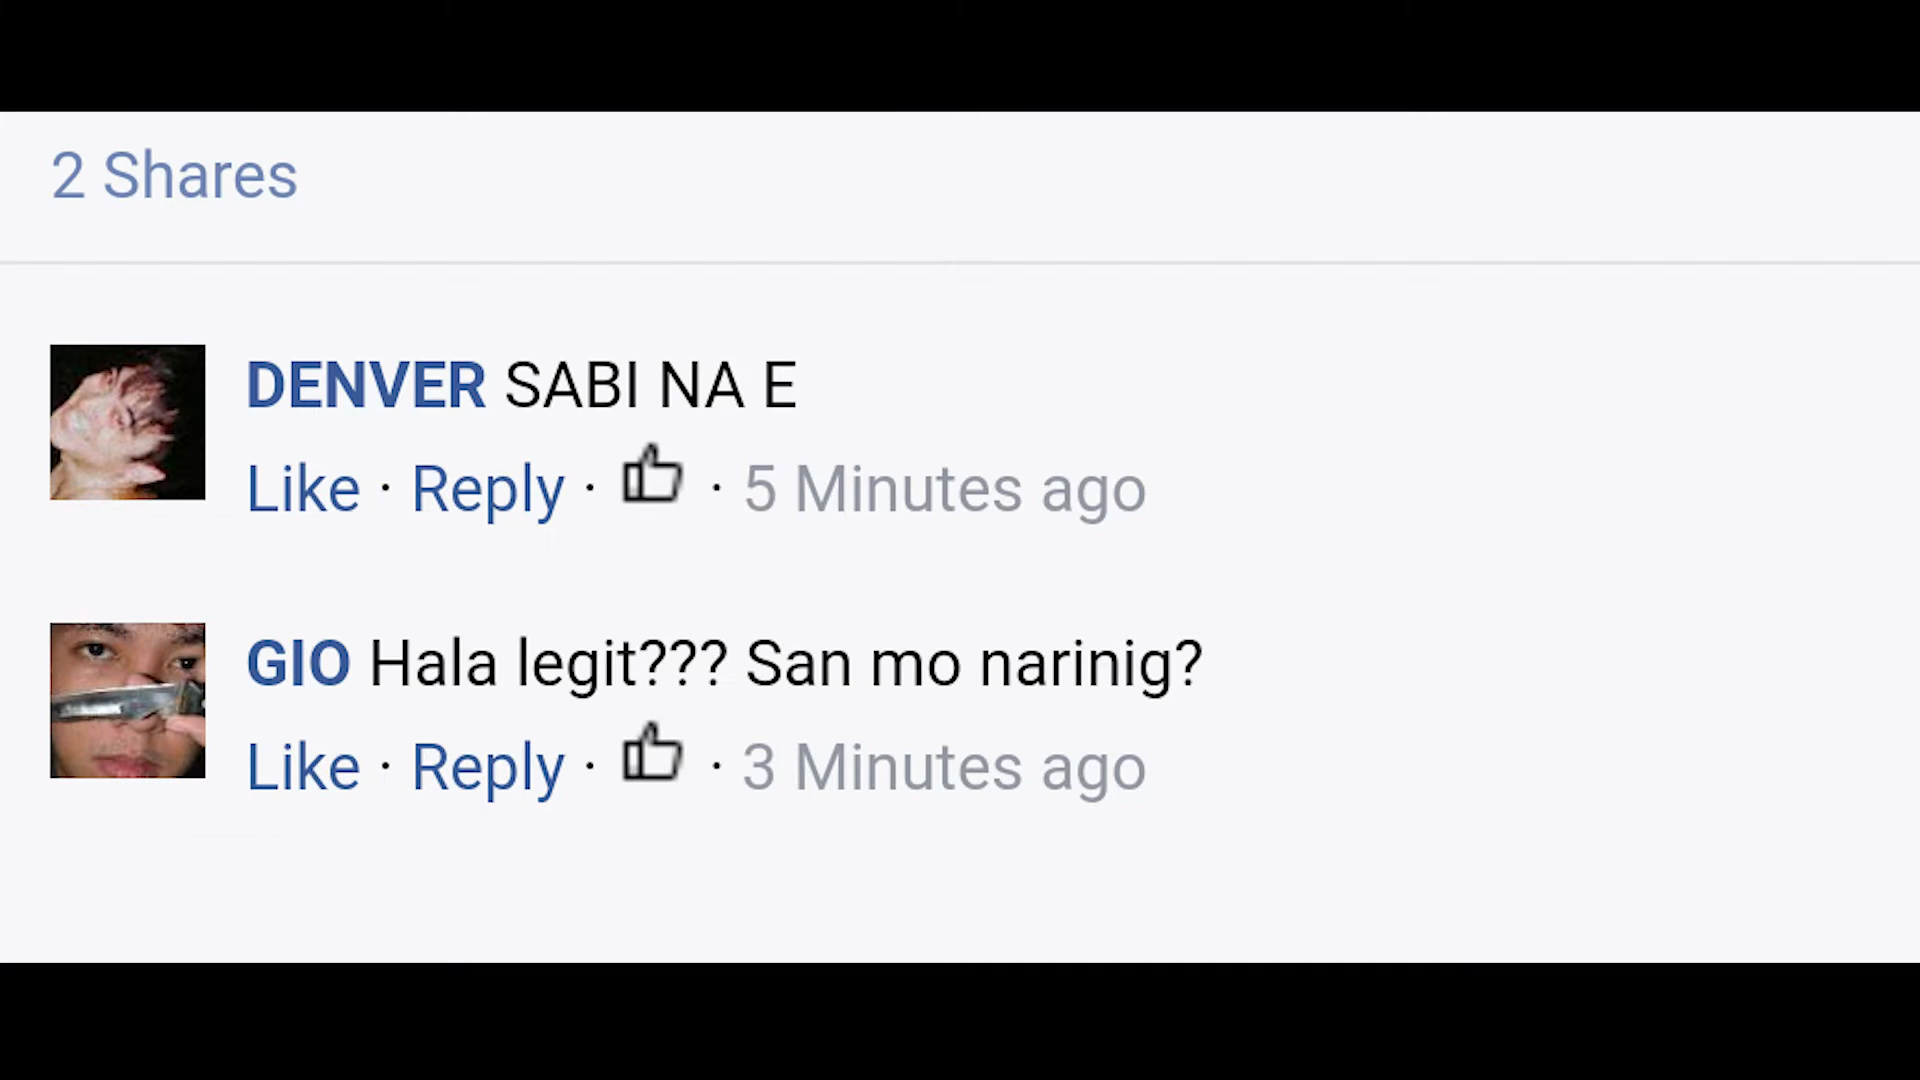 2 Shares
DENVER SABI NA E
Like · Reply · · 5 Minutes ago
GIO Hala legit??? San mo narinig?
Like · Reply · · 3 Minutes ago